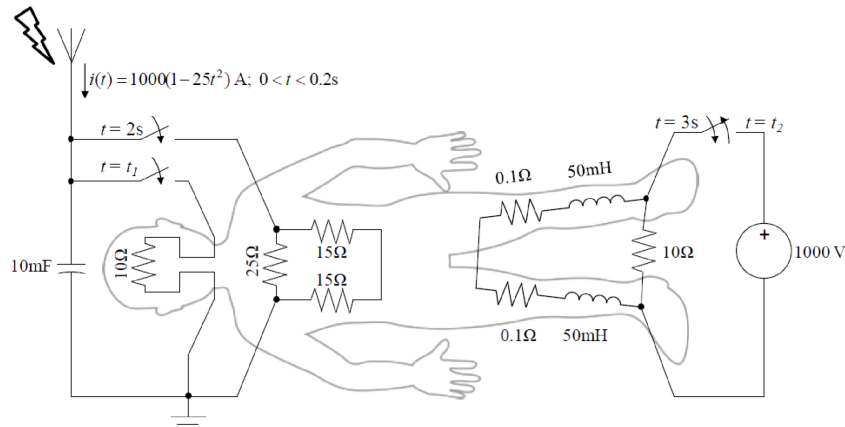 i(t) = 1000(1−25t²) A; 0 < t < 0.2s
t = 2s
t = t₁
10mF
10Ω
25Ω
15Ω
15Ω
0.1Ω
50mH
t = 3s
t = t₂
10Ω
+
1000 V
0.1Ω
50mH